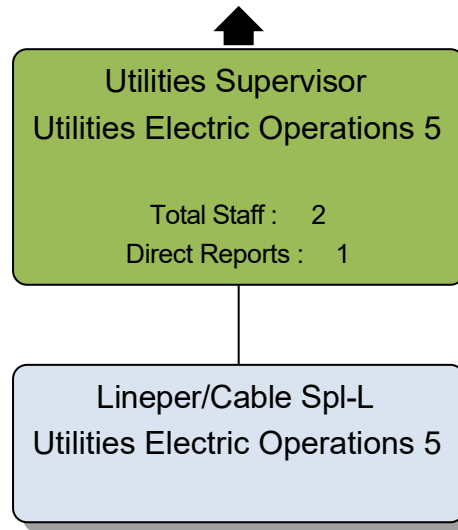 Utilities Supervisor
Utilities Electric Operations 5
Total Staff : 2
Direct Reports : 1
Lineper/Cable Spl-L
Utilities Electric Operations 5